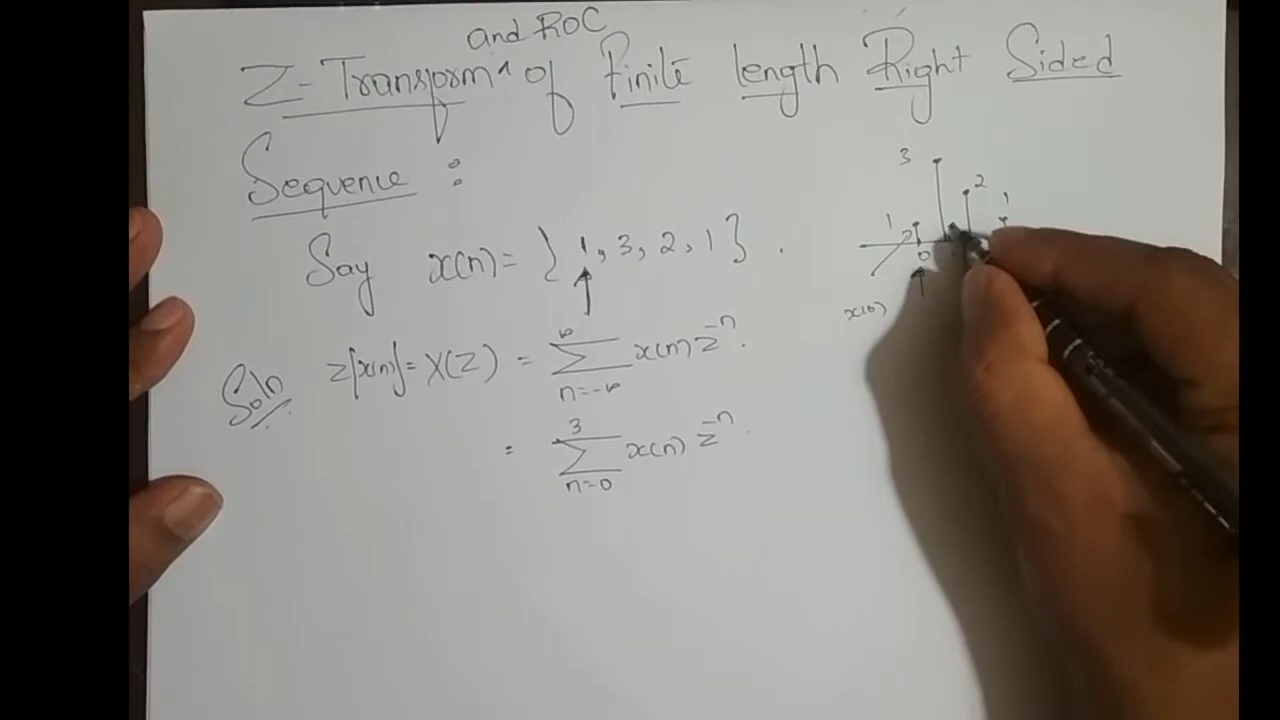 and ROC
Z-Transform^ of Finite length Right Sided
Sequence :
Say x(n) = { 1, 3, 2, 1 } .
↑
Soln Z[x(n)] = X(Z) = ∞ ∑ n=-∞ x(n) z^-n .
= 3 ∑ n=0 x(n) z^-n .
3
2
1
1
0
↑
x(0)